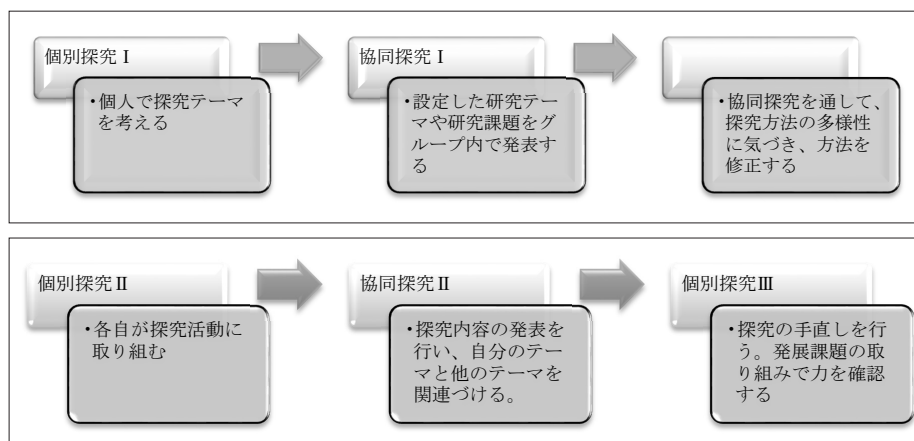 個別探究Ⅰ
・個人で探究テーマ
を考える
協同探究Ⅰ
・設定した研究テー
マや研究課題をグ
ループ内で発表す
る
・協同探究を通して、
探究方法の多様性
に気づき、方法を
修正する
個別探究Ⅱ
・各自が探究活動に
取り組む
協同探究Ⅱ
・探究内容の発表を
行い、自分のテー
マと他のテーマを
関連づける。
個別探究Ⅲ
・探究の手直しを行
う。発展課題の取
り組みで力を確認
する